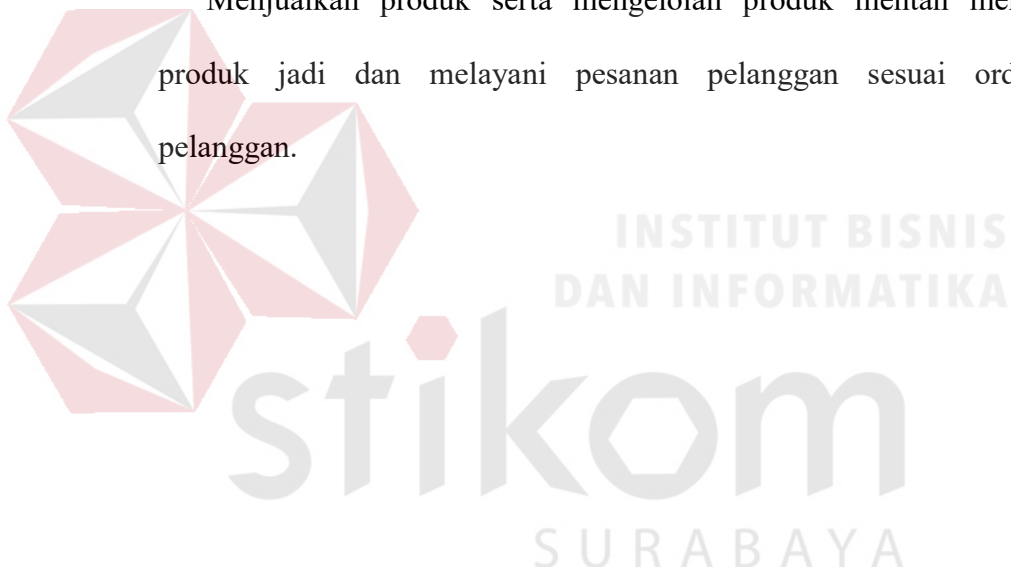 Menjualkan produk serta mengelolah produk mentah
produk jadi dan melayani pesanan pelanggan sesuai
pelanggan.
INSTITUT BISNIS
DAN INFORMATIKA
stikom
SURABAYA